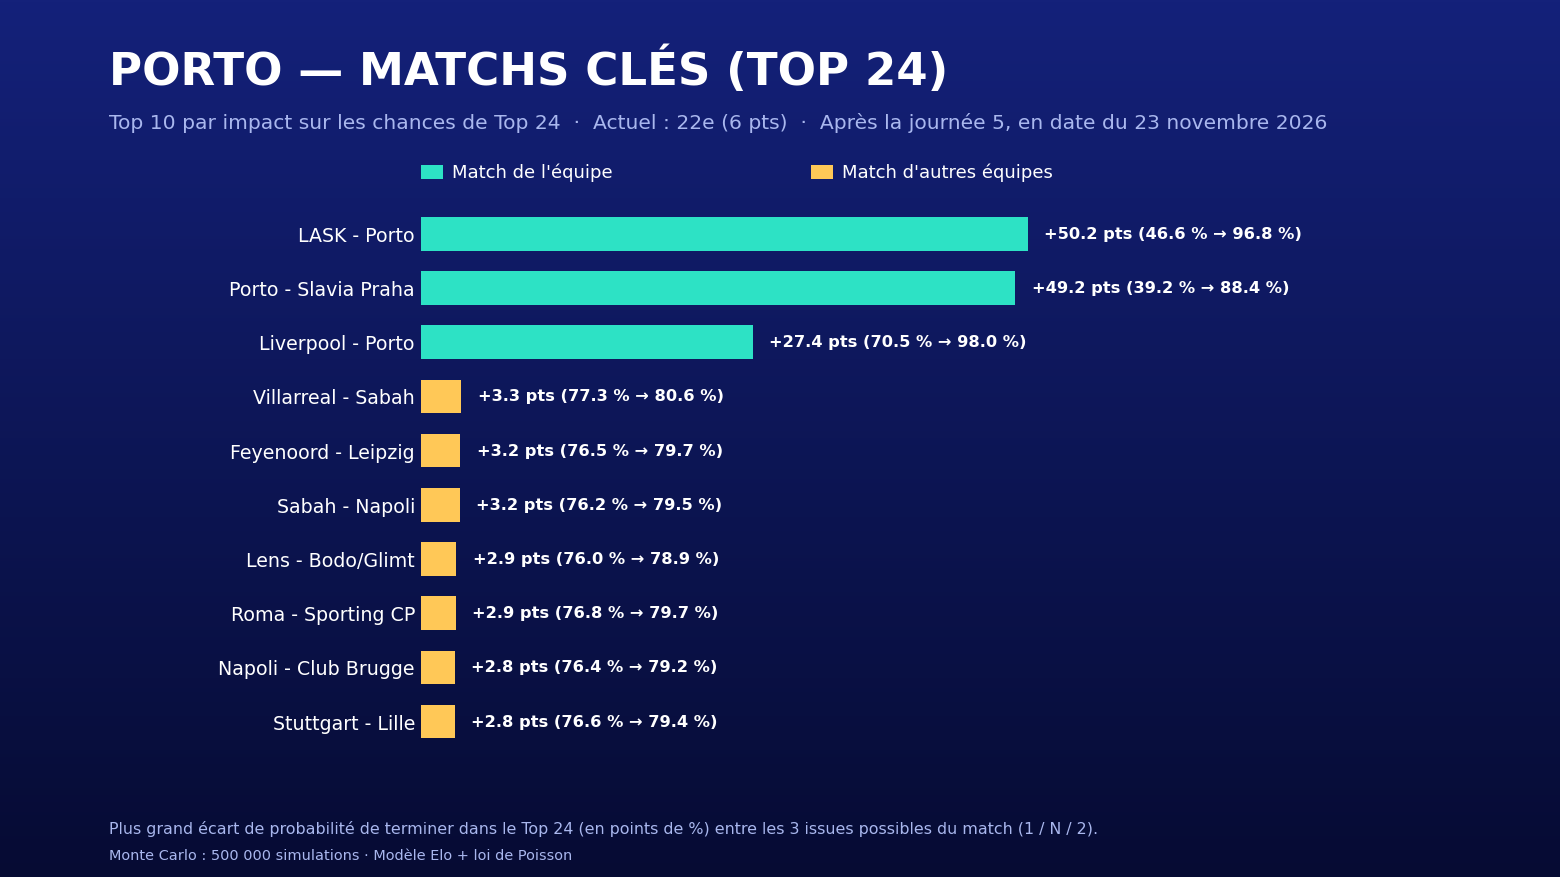 PORTO — MATCHS CLÉS (TOP 24)
Top 10 par impact sur les chances de Top 24 · Actuel : 22e (6 pts) · Après la journée 5, en date du 23 novembre 2026
Match de l'équipe
Match d'autres équipes
LASK - Porto +50.2 pts (46.6 % → 96.8 %)
Porto - Slavia Praha +49.2 pts (39.2 % → 88.4 %)
Liverpool - Porto +27.4 pts (70.5 % → 98.0 %)
Villarreal - Sabah +3.3 pts (77.3 % → 80.6 %)
Feyenoord - Leipzig +3.2 pts (76.5 % → 79.7 %)
Sabah - Napoli +3.2 pts (76.2 % → 79.5 %)
Lens - Bodo/Glimt +2.9 pts (76.0 % → 78.9 %)
Roma - Sporting CP +2.9 pts (76.8 % → 79.7 %)
Napoli - Club Brugge +2.8 pts (76.4 % → 79.2 %)
Stuttgart - Lille +2.8 pts (76.6 % → 79.4 %)
Plus grand écart de probabilité de terminer dans le Top 24 (en points de %) entre les 3 issues possibles du match (1 / N / 2).
Monte Carlo : 500 000 simulations · Modèle Elo + loi de Poisson